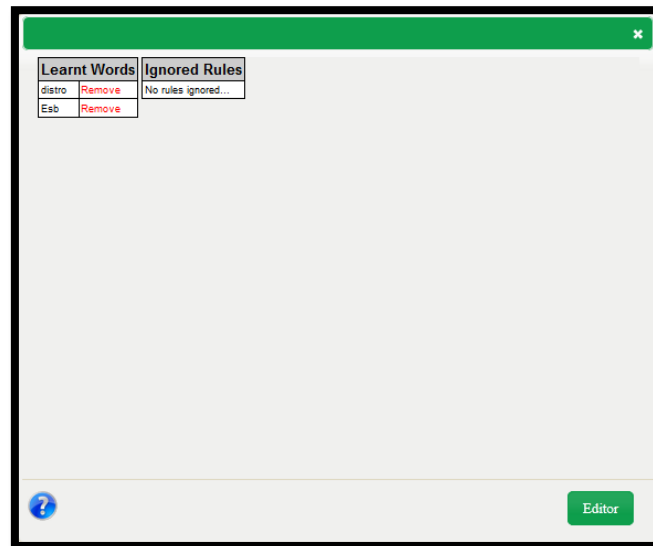 Learnt Words Ignored Rules
distro Remove No rules ignored...
Esb Remove
Editor